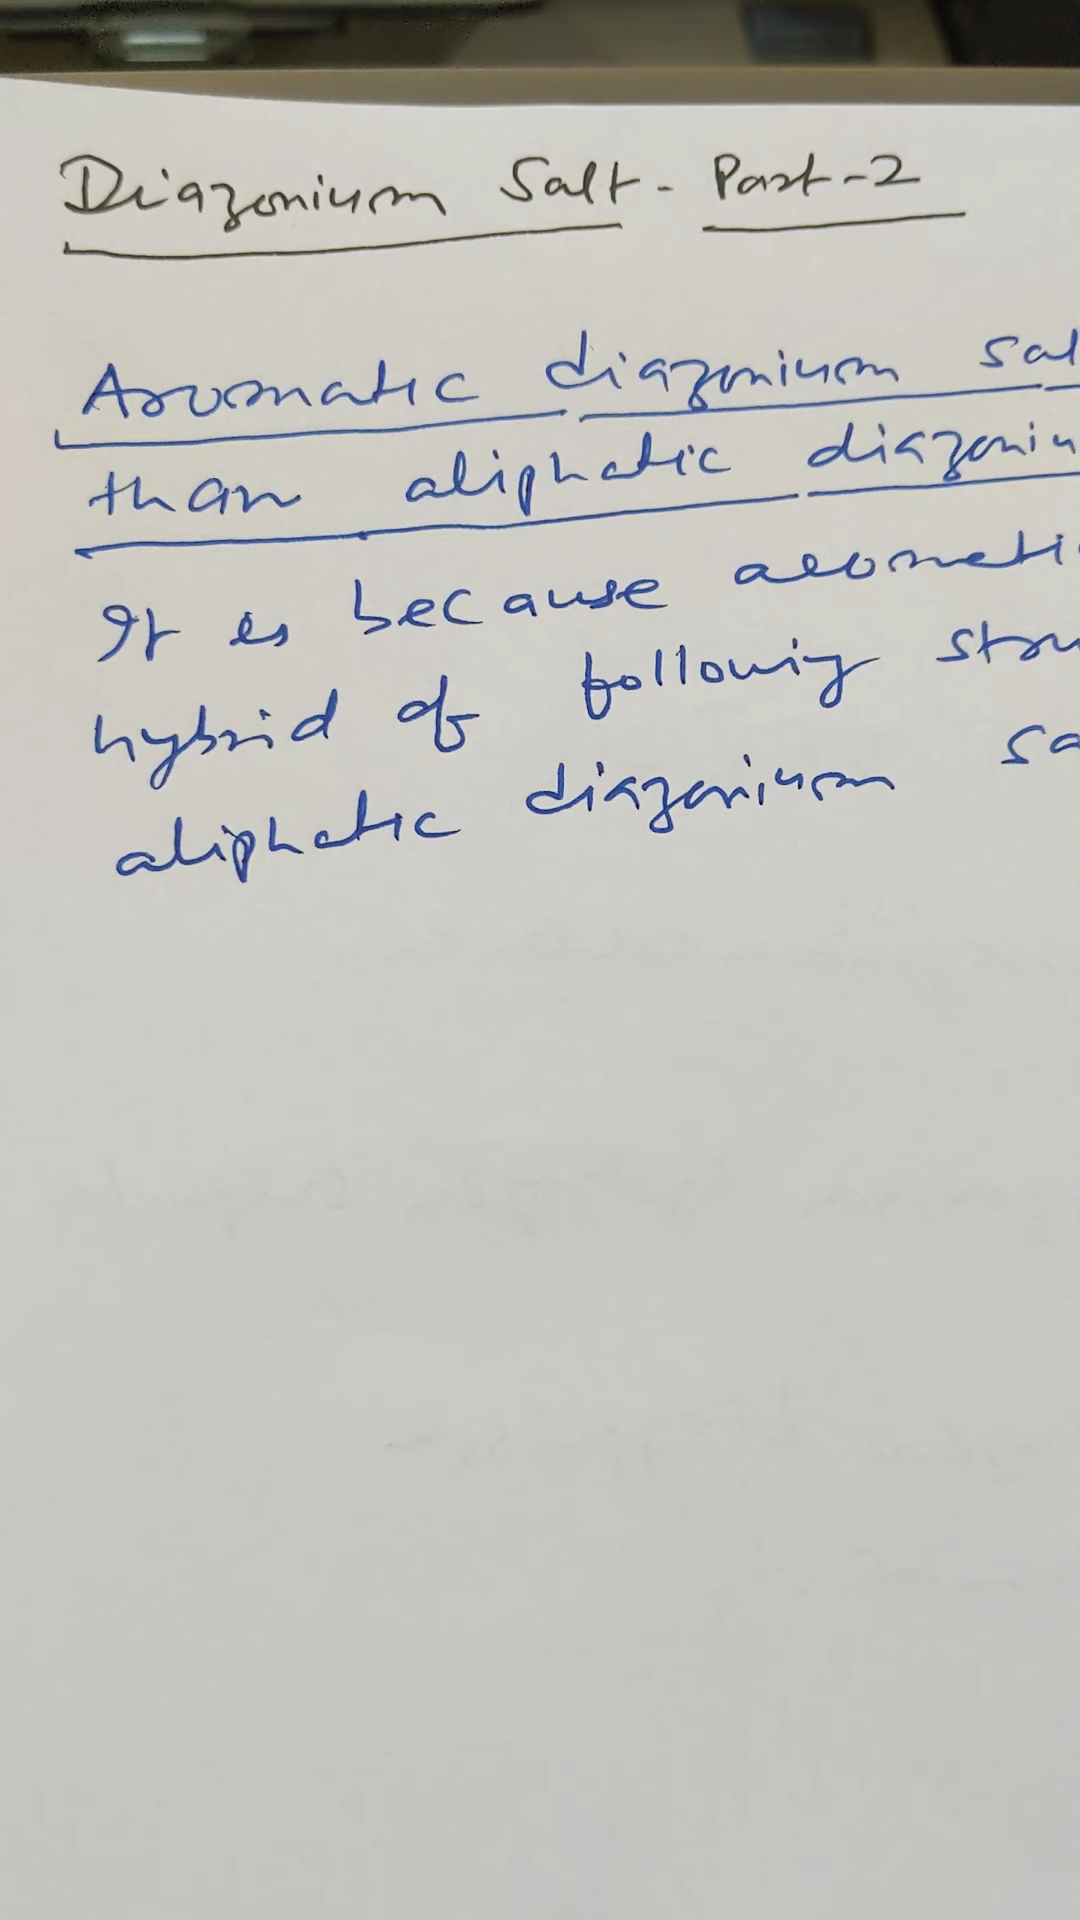 Diazonium Salt - Part-2
Aromatic diazonium sal
than aliphatic diazoniu
It is because aromati
hybrid of following stru
aliphatic diazonium sa